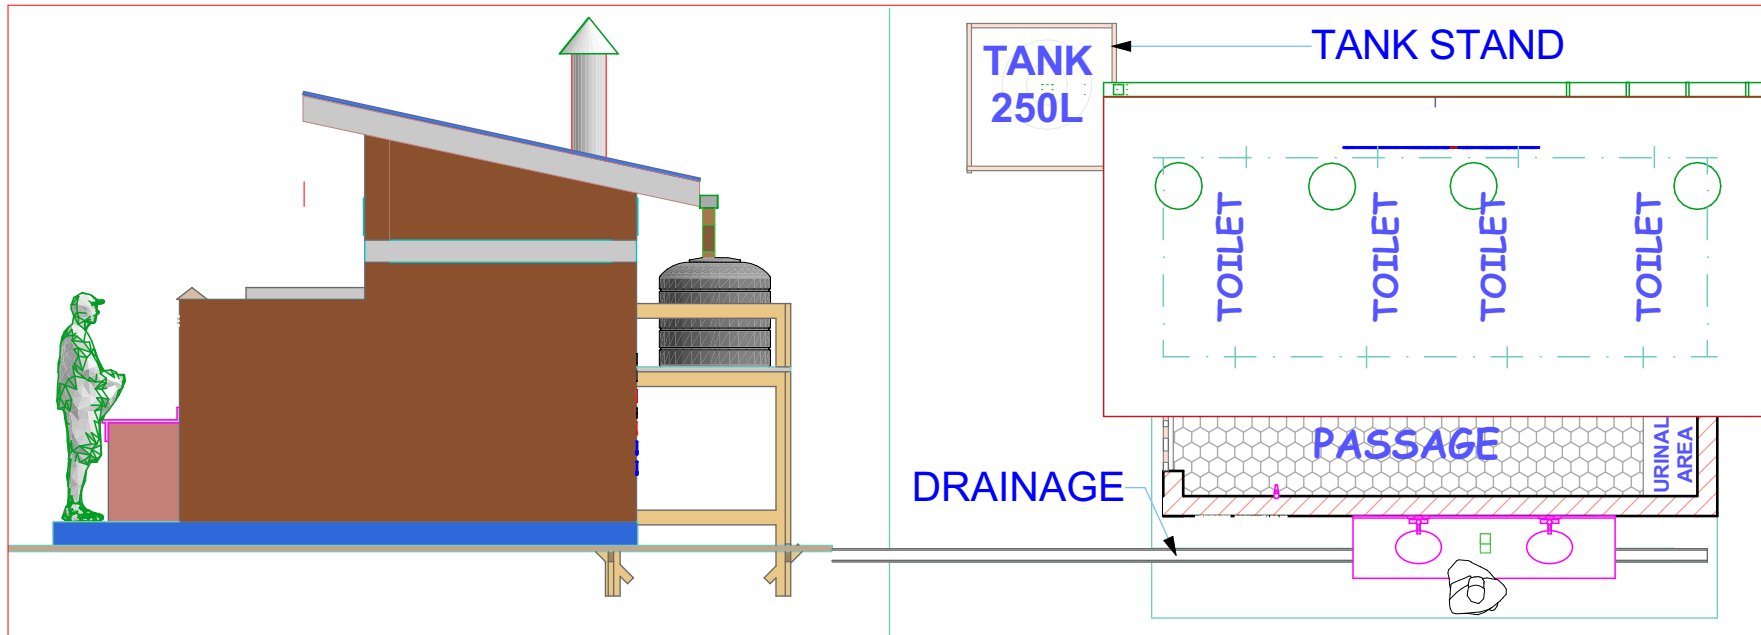 TANK STAND
TANK
250L
TOILET
TOILET
TOILET
TOILET
PASSAGE
URINAL
AREA
DRAINAGE